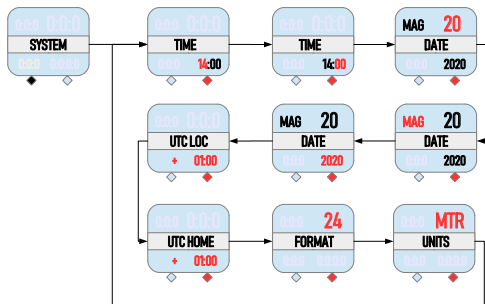 SYSTEM
TIME
14:00
TIME
14:00
MAG 20
DATE
2020
MAG 20
DATE
2020
MAG 20
DATE
2020
UTC LOC
+ 01:00
UTC HOME
+ 01:00
24
FORMAT
MTR
UNITS